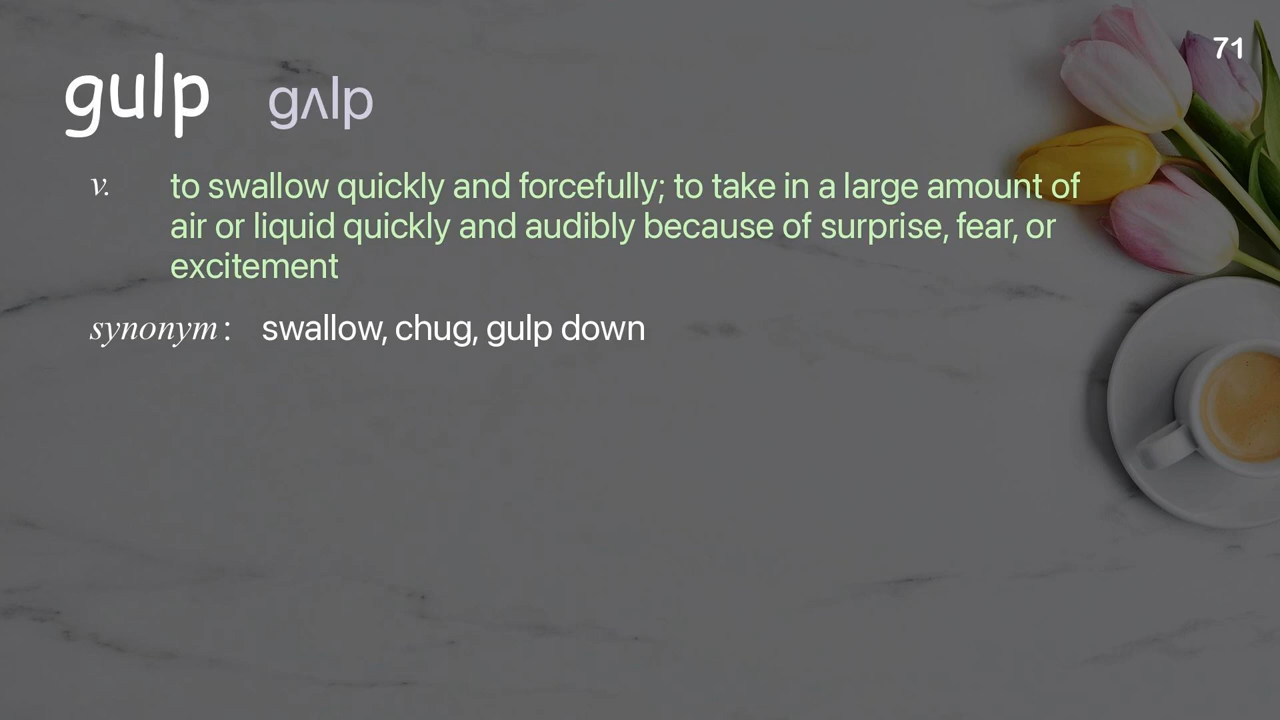 71
gulp gʌlp
v. to swallow quickly and forcefully; to take in a large amount of
air or liquid quickly and audibly because of surprise, fear, or
excitement
synonym: swallow, chug, gulp down